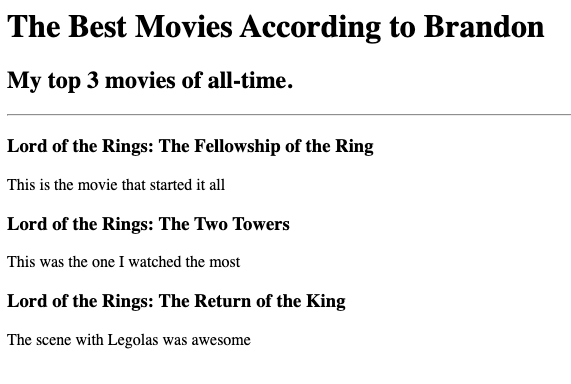 The Best Movies According to Brandon
My top 3 movies of all-time.
Lord of the Rings: The Fellowship of the Ring
This is the movie that started it all
Lord of the Rings: The Two Towers
This was the one I watched the most
Lord of the Rings: The Return of the King
The scene with Legolas was awesome